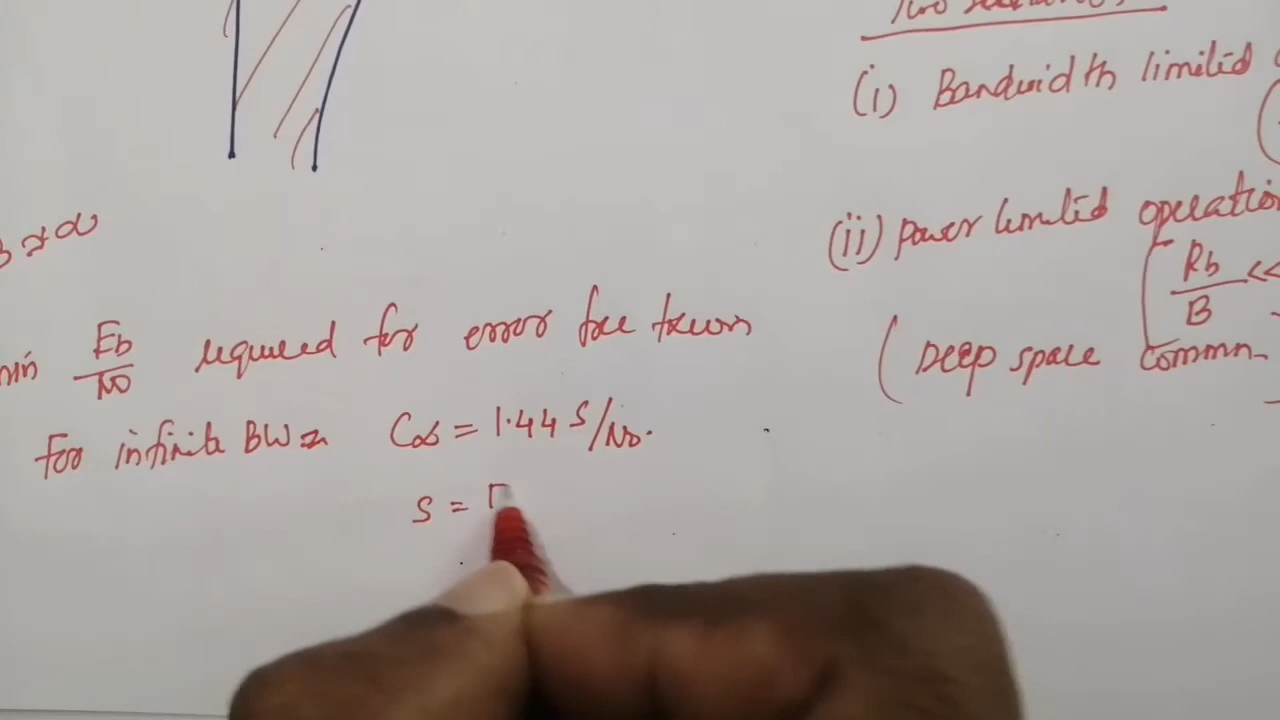 B → ∞
min Eb/No required for error free
For infinite BW C∞ = 1.44 S/No.
S =
(i) Bandwidth limited
(ii) power limited operation
Rb/B <<
(Deep space commn-